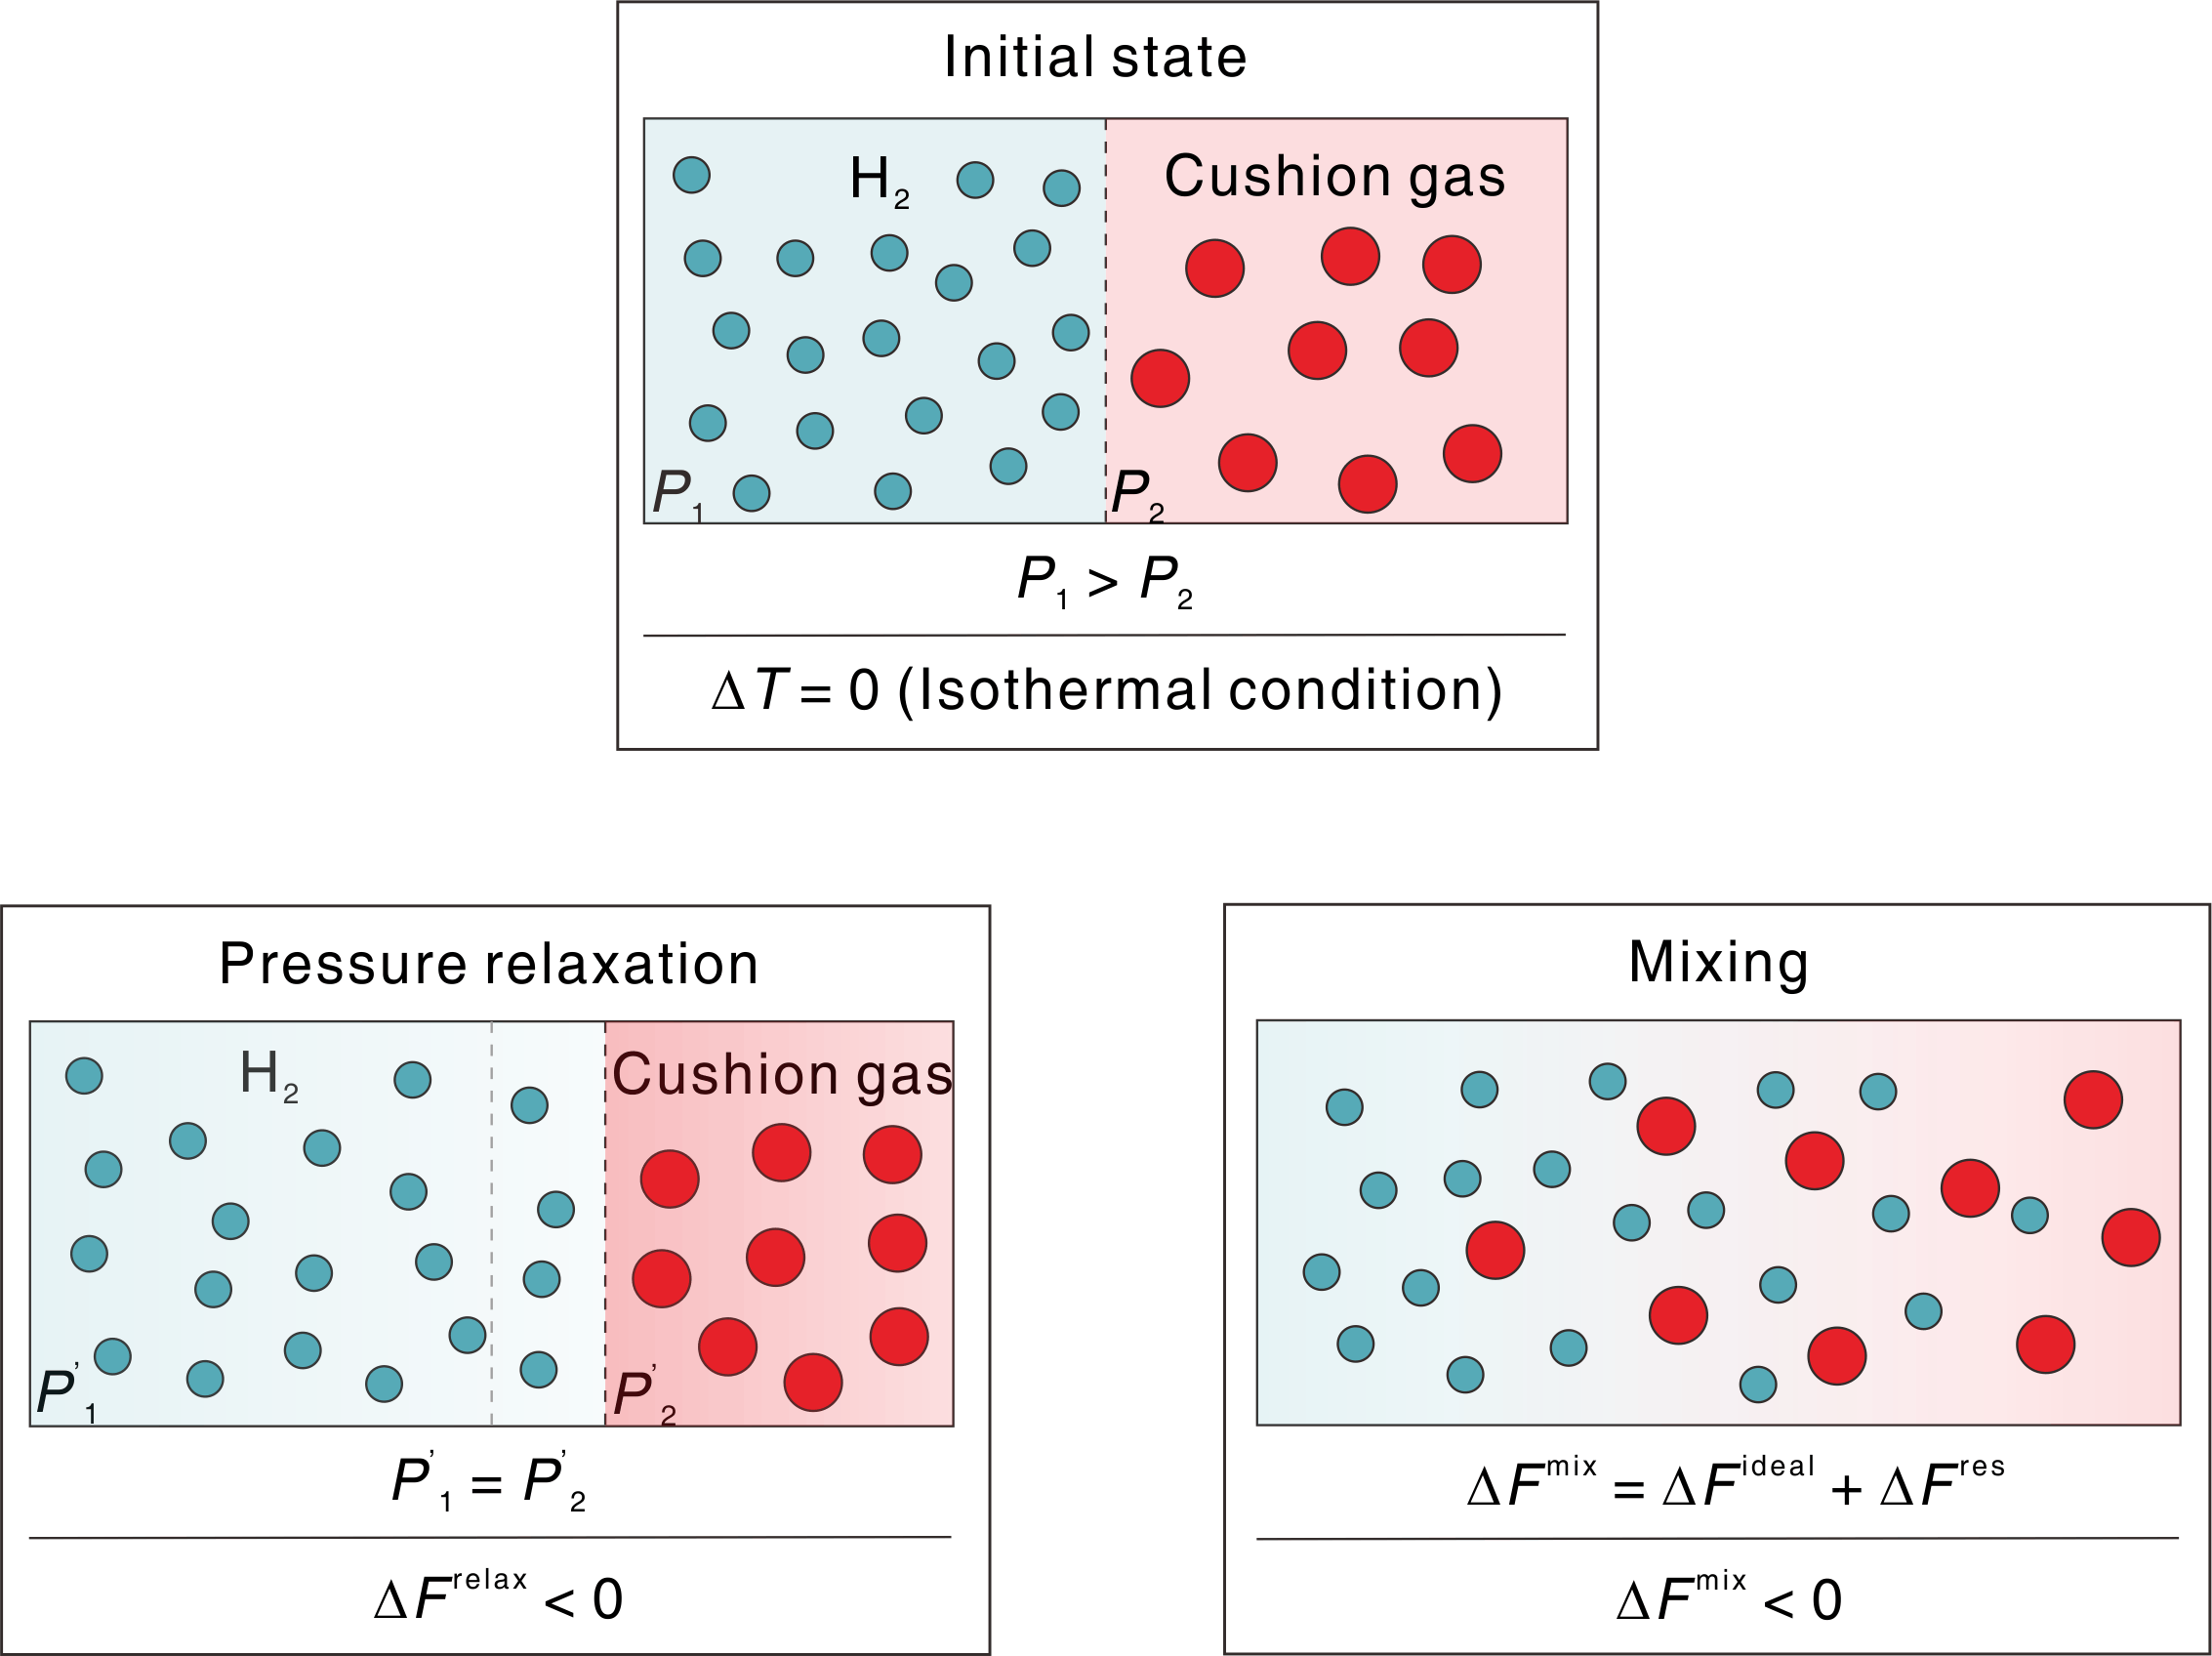 Initial state
H₂ Cushion gas
P₁ P₂
P₁ > P₂
ΔT = 0 (Isothermal condition)
Pressure relaxation
H₂ Cushion gas
P'₁ P'₂
P'₁ = P'₂
ΔF^relax < 0
Mixing
ΔF^mix = ΔF^ideal + ΔF^res
ΔF^mix < 0